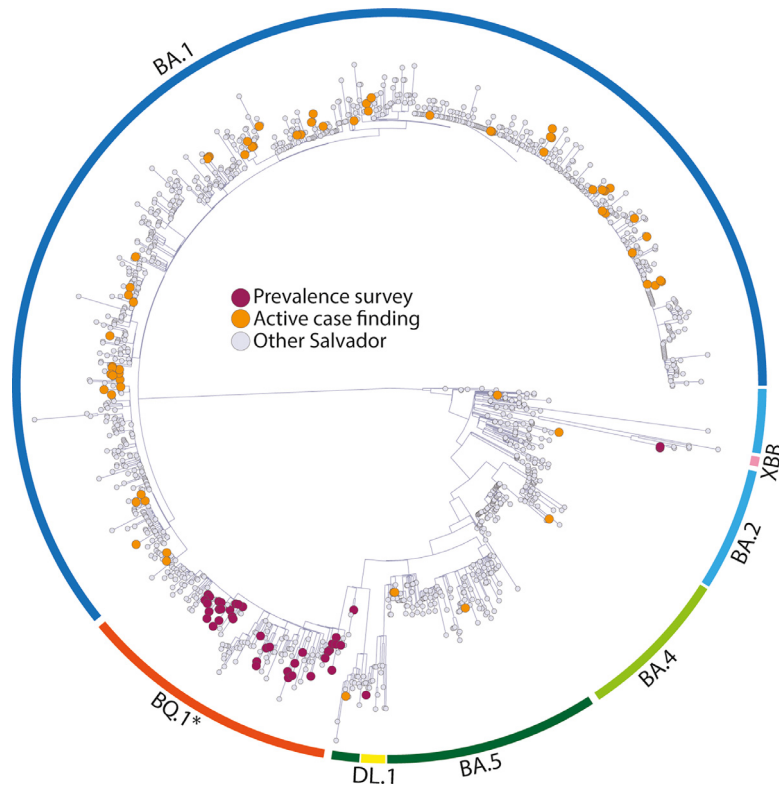 BA.1
Prevalence survey
Active case finding
Other Salvador
XBB
BA.2
BA.4
BQ.1*
BA.5
DL.1